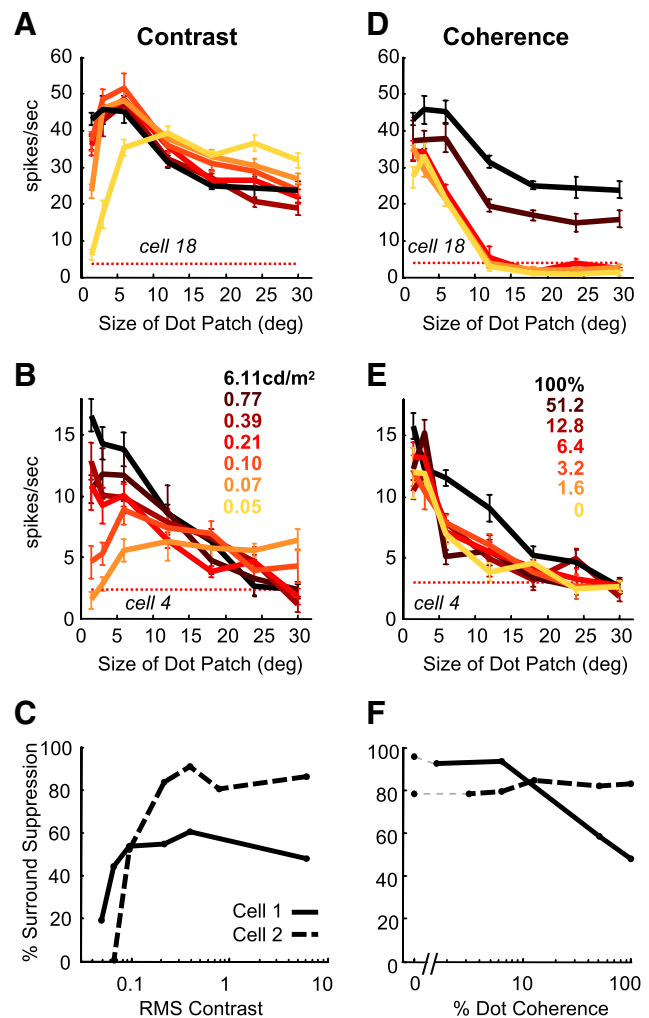 A
Contrast
60
50
40
30
20
10
0
spikes/sec
cell 18
0 5 10 15 20 25 30
Size of Dot Patch (deg)
D
Coherence
60
50
40
30
20
10
0
cell 18
0 5 10 15 20 25 30
Size of Dot Patch (deg)
B
6.11cd/m²
0.77
0.39
0.21
0.10
0.07
0.05
15
10
5
0
spikes/sec
cell 4
0 5 10 15 20 25 30
Size of Dot Patch (deg)
E
100%
51.2
12.8
6.4
3.2
1.6
0
15
10
5
0
cell 4
0 5 10 15 20 25 30
Size of Dot Patch (deg)
C
100
80
60
40
20
0
% Surround Suppression
Cell 1
Cell 2
0.1 1 10
RMS Contrast
F
100
80
60
40
20
0
0 10 100
% Dot Coherence